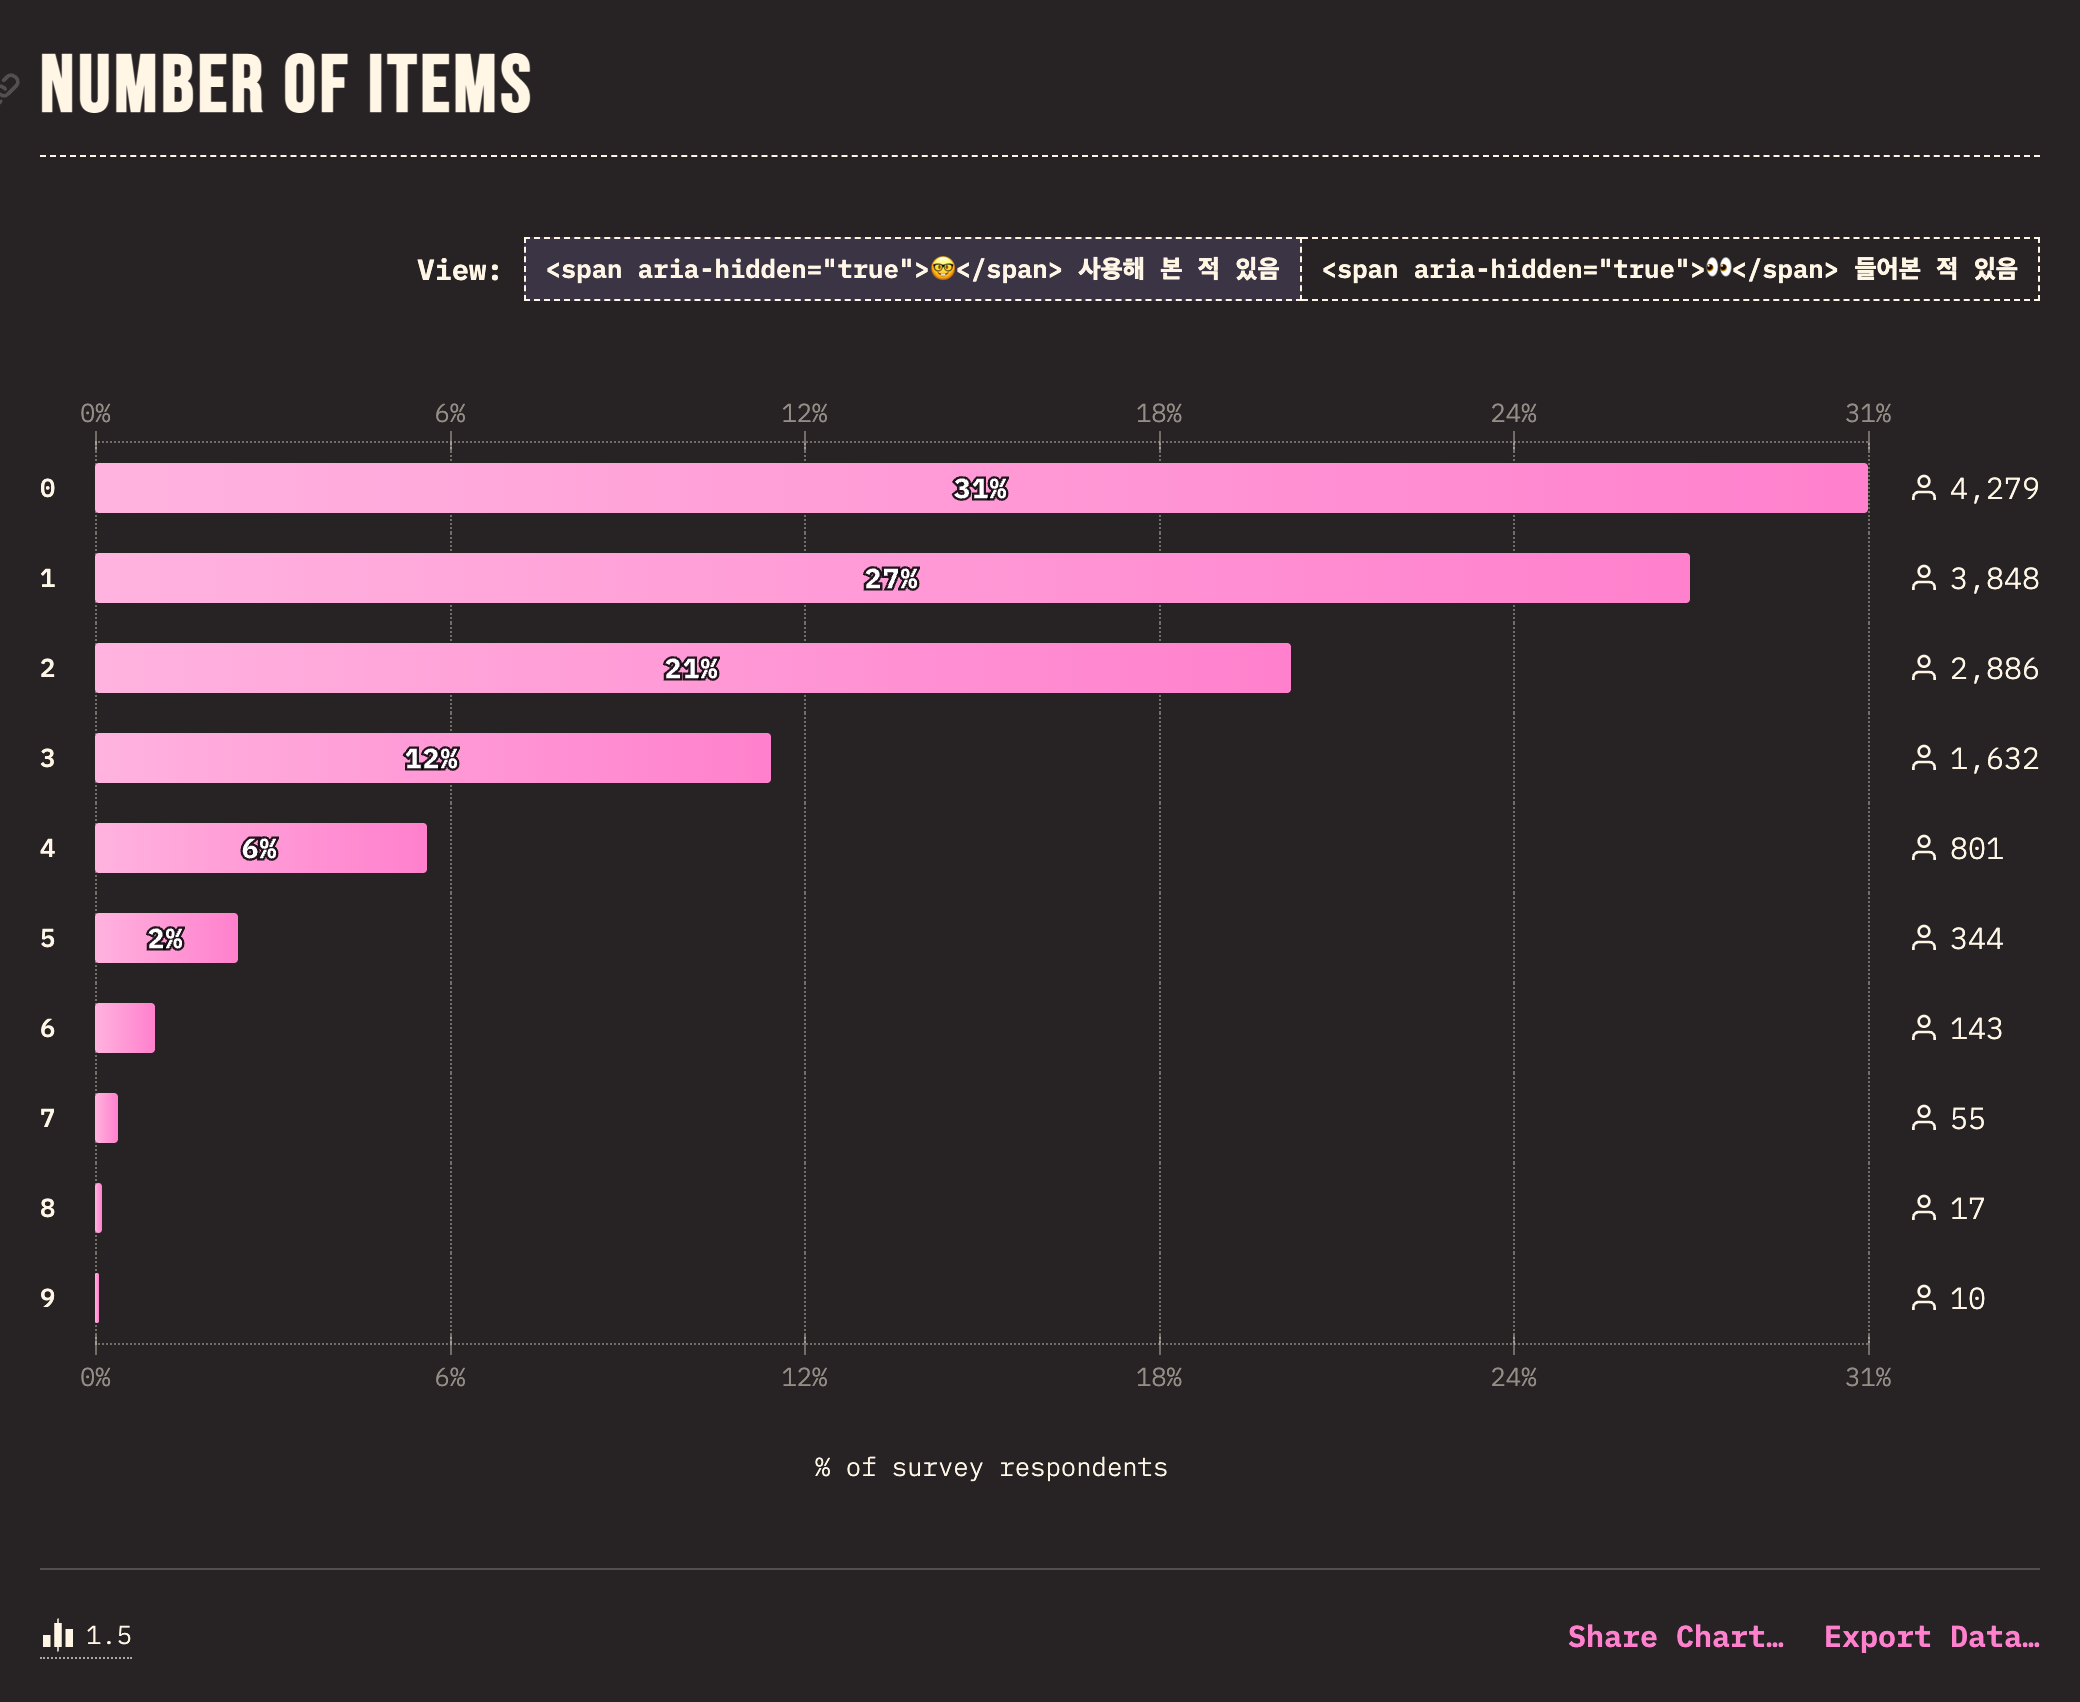 NUMBER OF ITEMS
View: <span aria-hidden="true">🤓</span> 사용해 본 적 있음 <span aria-hidden="true">👀</span> 들어본 적 있음
0% 6% 12% 18% 24% 31%
0 31% 4,279
1 27% 3,848
2 21% 2,886
3 12% 1,632
4 6% 801
5 2% 344
6 143
7 55
8 17
9 10
0% 6% 12% 18% 24% 31%
% of survey respondents
1.5 Share Chart… Export Data…